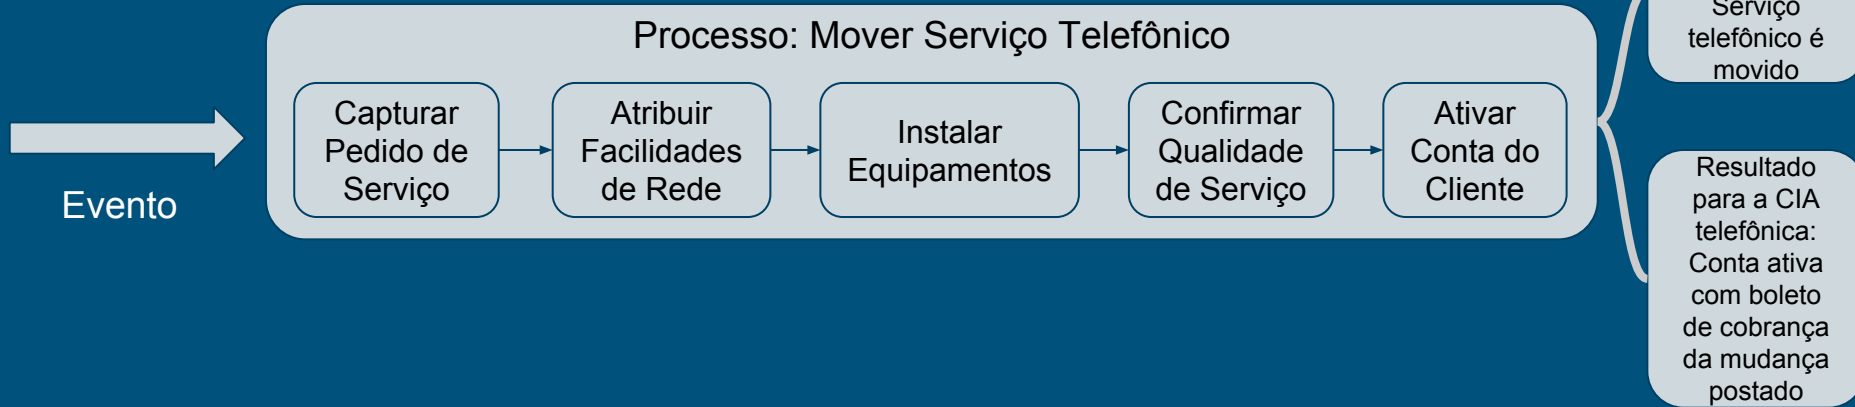 Processo: Mover Serviço Telefônico
Evento
Capturar
Pedido de
Serviço
Atribuir
Facilidades
de Rede
Instalar
Equipamentos
Confirmar
Qualidade
de Serviço
Ativar
Conta do
Cliente
Serviço
telefônico é
movido
Resultado
para a CIA
telefônica:
Conta ativa
com boleto
de cobrança
da mudança
postado